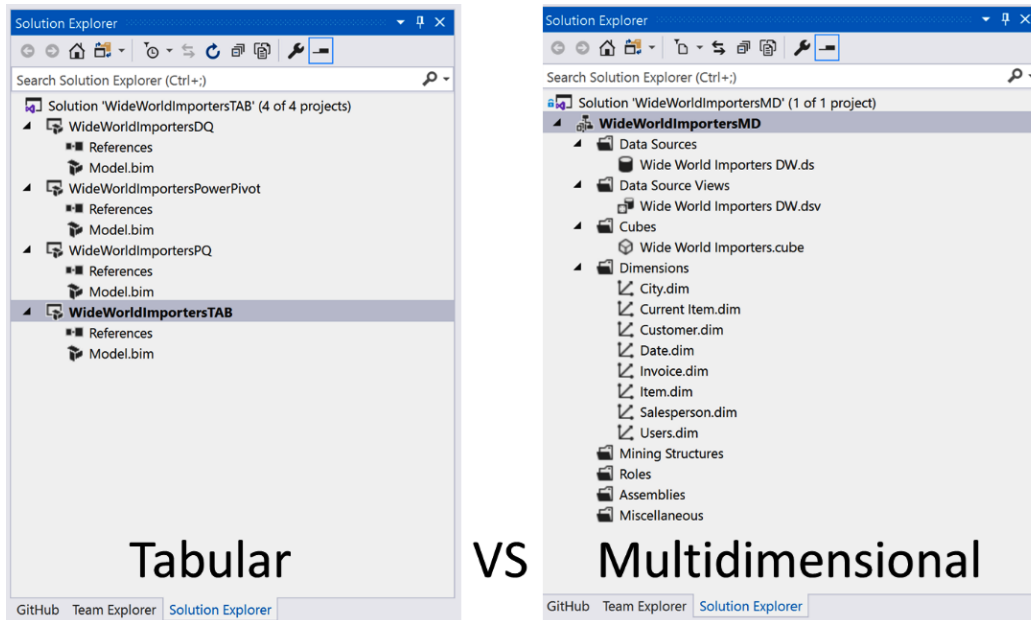 Solution Explorer
Search Solution Explorer (Ctrl+;)
Solution 'WideWorldImportersTAB' (4 of 4 projects)
WideWorldImportersDQ
References
Model.bim
WideWorldImportersPowerPivot
References
Model.bim
WideWorldImportersPQ
References
Model.bim
WideWorldImportersTAB
References
Model.bim
Tabular
GitHub Team Explorer Solution Explorer
VS
Solution Explorer
Search Solution Explorer (Ctrl+;)
Solution 'WideWorldImportersMD' (1 of 1 project)
WideWorldImportersMD
Data Sources
Wide World Importers DW.ds
Data Source Views
Wide World Importers DW.dsv
Cubes
Wide World Importers.cube
Dimensions
City.dim
Current Item.dim
Customer.dim
Date.dim
Invoice.dim
Item.dim
Salesperson.dim
Users.dim
Mining Structures
Roles
Assemblies
Miscellaneous
Multidimensional
GitHub Team Explorer Solution Explorer